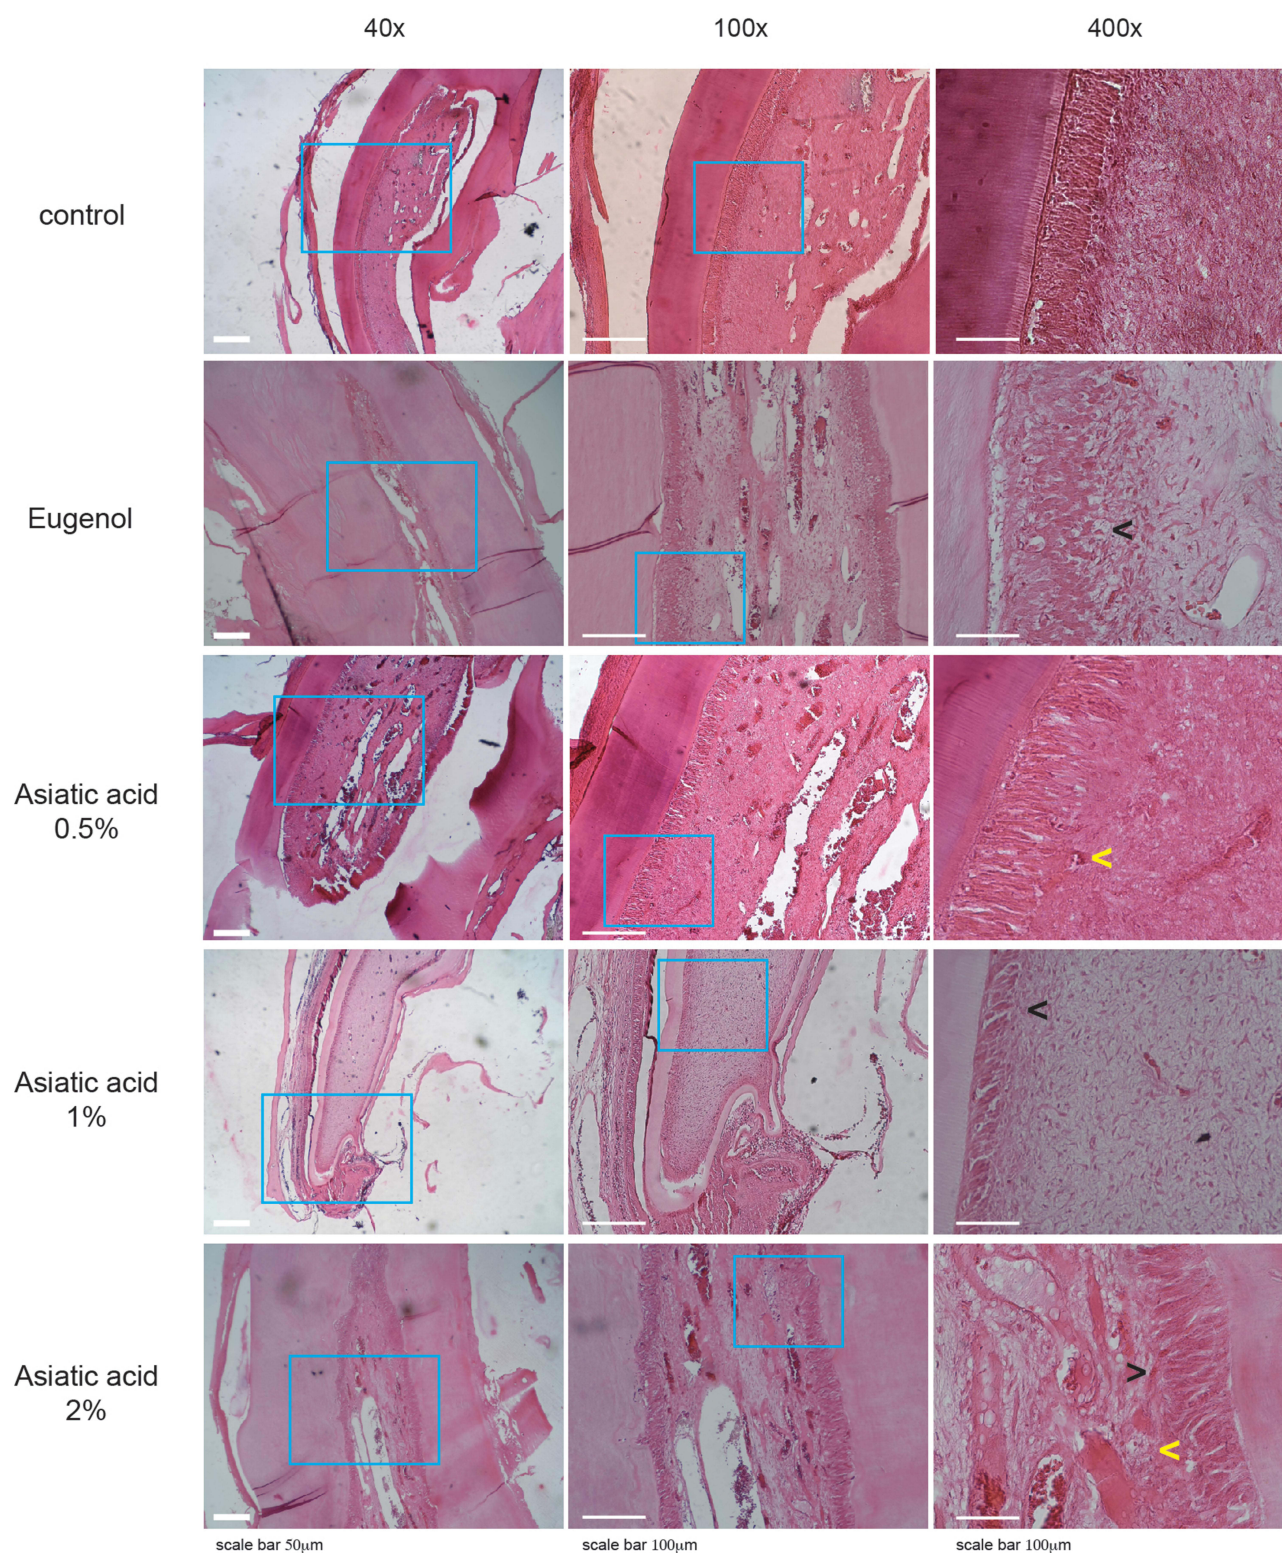 40x 100x 400x
control
Eugenol
Asiatic acid
0.5%
Asiatic acid
1%
Asiatic acid
2%
scale bar 50μm scale bar 100μm scale bar 100μm